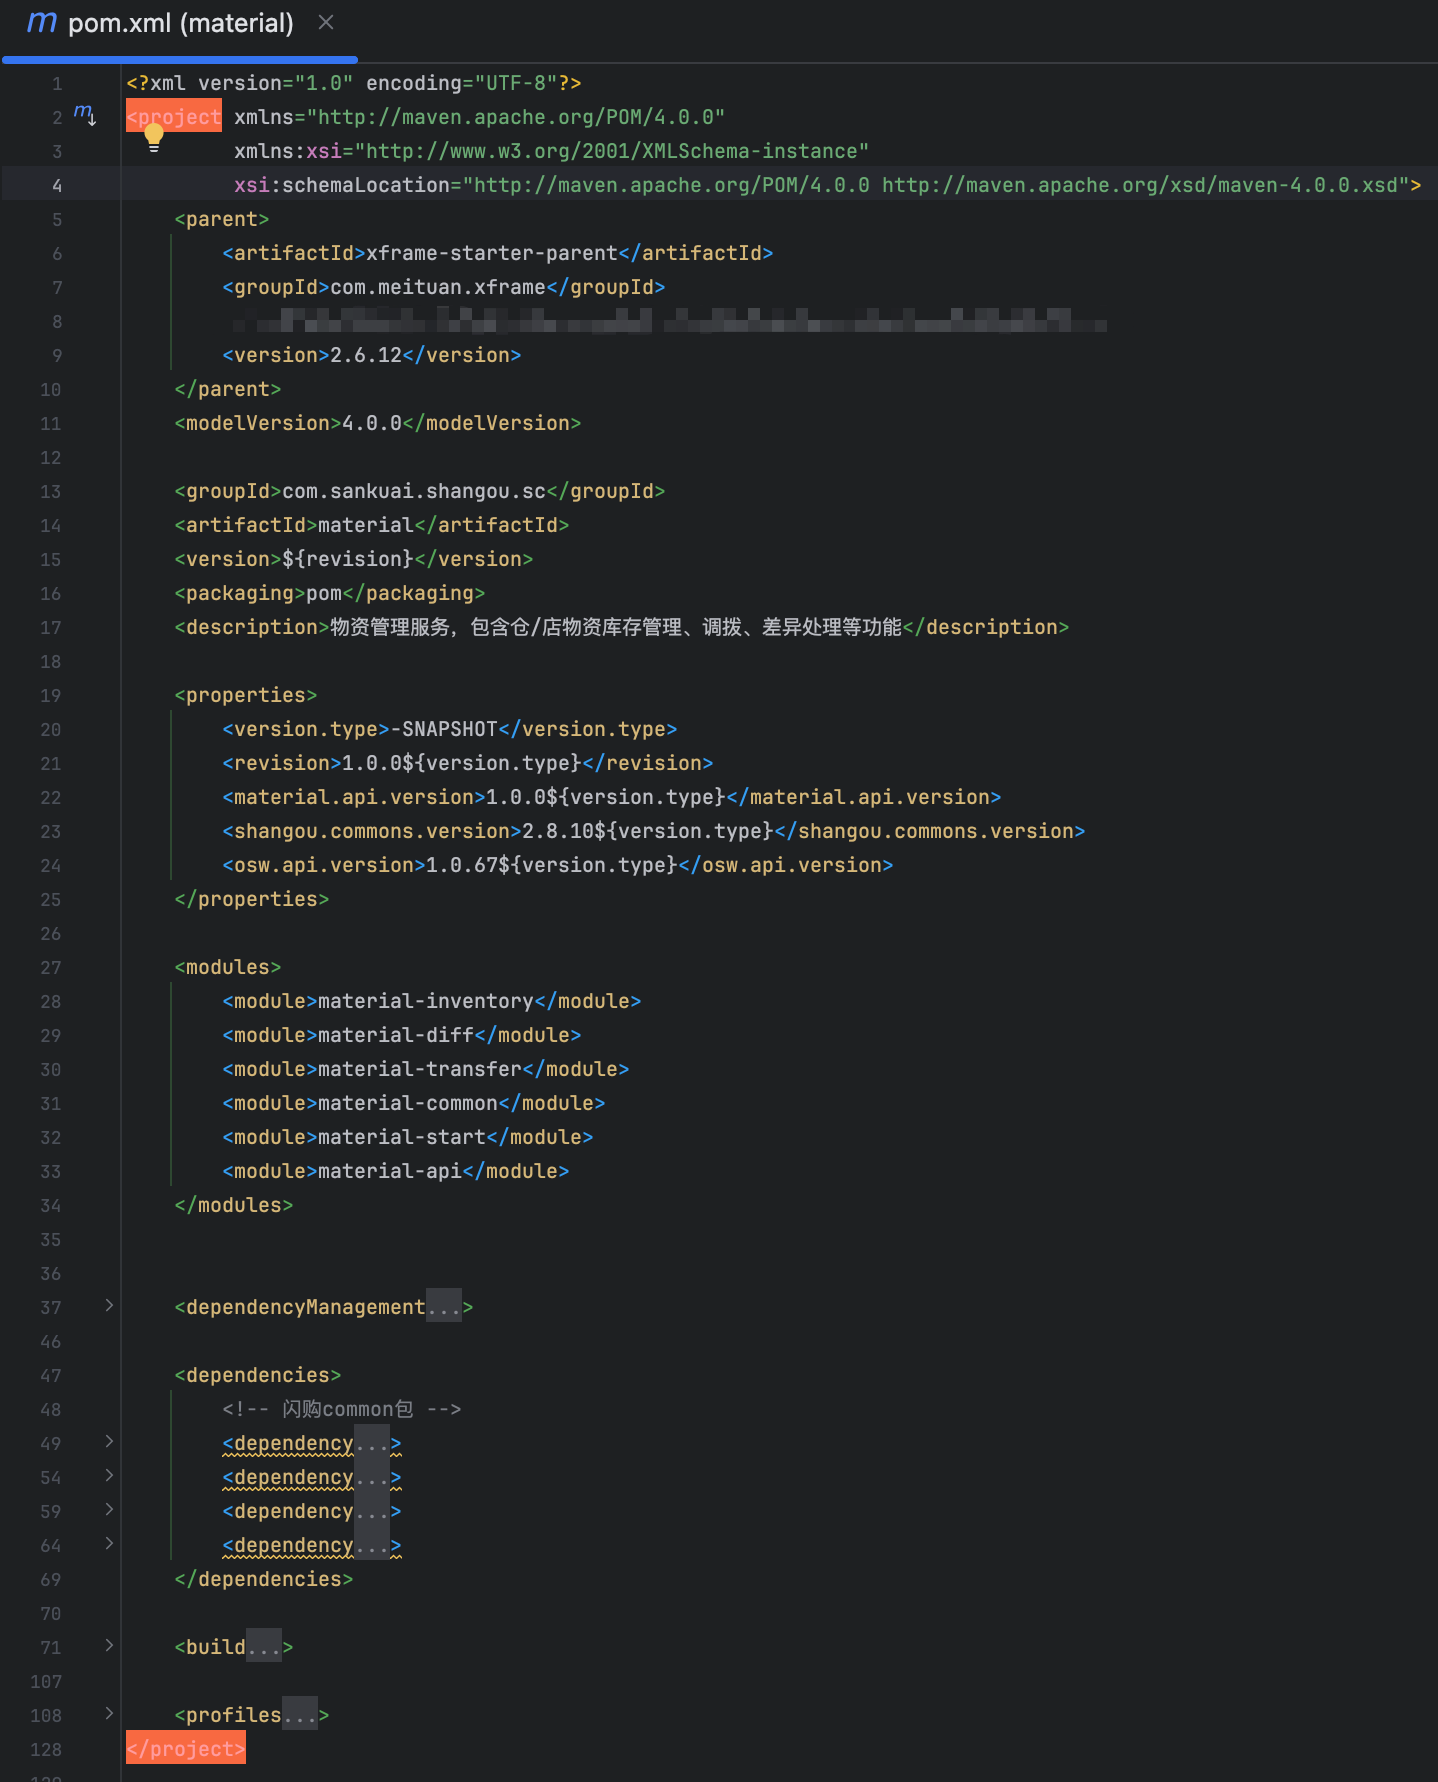 pom.xml (material)
1 <?xml version="1.0" encoding="UTF-8"?>
2 <project xmlns="http://maven.apache.org/POM/4.0.0"
3 xmlns:xsi="http://www.w3.org/2001/XMLSchema-instance"
4 xsi:schemaLocation="http://maven.apache.org/POM/4.0.0 http://maven.apache.org/xsd/maven-4.0.0.xsd">
5 <parent>
6 <artifactId>xframe-starter-parent</artifactId>
7 <groupId>com.meituan.xframe</groupId>
8
9 <version>2.6.12</version>
10 </parent>
11 <modelVersion>4.0.0</modelVersion>
12
13 <groupId>com.sankuai.shangou.sc</groupId>
14 <artifactId>material</artifactId>
15 <version>${revision}</version>
16 <packaging>pom</packaging>
17 <description>物资管理服务，包含仓/店物资库存管理、调拨、差异处理等功能</description>
18
19 <properties>
20 <version.type>-SNAPSHOT</version.type>
21 <revision>1.0.0${version.type}</revision>
22 <material.api.version>1.0.0${version.type}</material.api.version>
23 <shangou.commons.version>2.8.10${version.type}</shangou.commons.version>
24 <osw.api.version>1.0.67${version.type}</osw.api.version>
25 </properties>
26
27 <modules>
28 <module>material-inventory</module>
29 <module>material-diff</module>
30 <module>material-transfer</module>
31 <module>material-common</module>
32 <module>material-start</module>
33 <module>material-api</module>
34 </modules>
35
36
37 <dependencyManagement...>
46
47 <dependencies>
48 <!-- 闪购common包 -->
49 <dependency...>
54 <dependency...>
59 <dependency...>
64 <dependency...>
69 </dependencies>
70
71 <build...>
107
108 <profiles...>
128 </project>